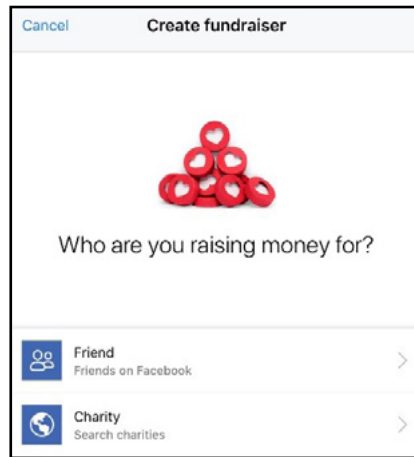 Cancel Create fundraiser
Who are you raising money for?
Friend
Friends on Facebook
Charity
Search charities